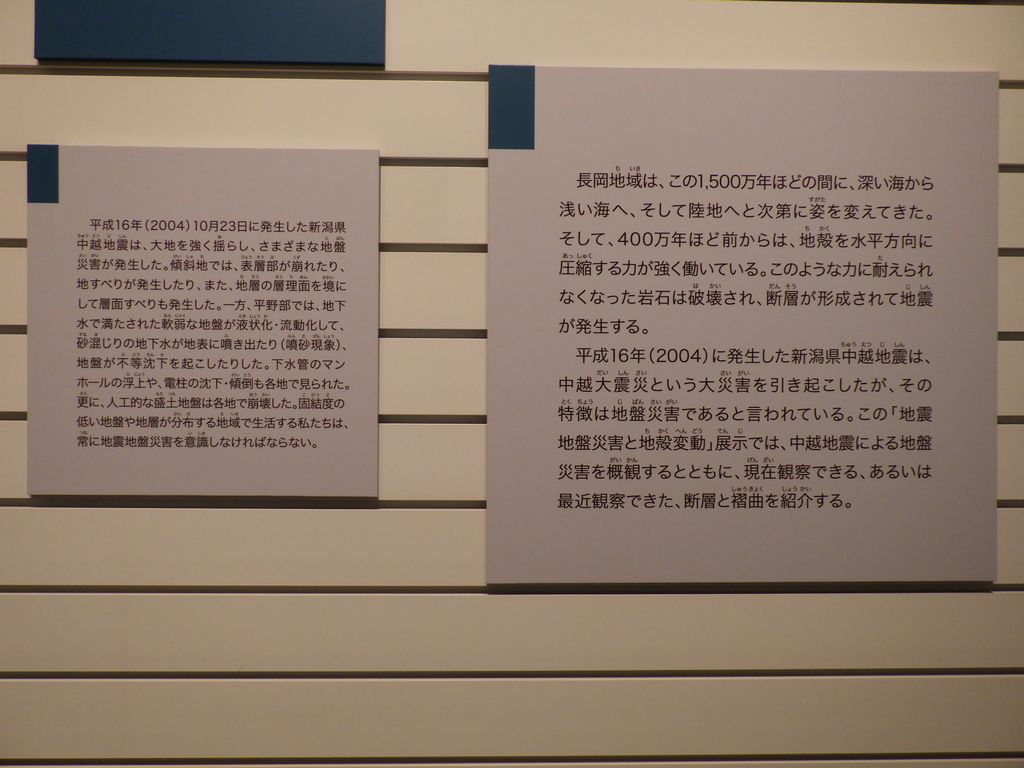 平成16年(2004)10月23日に発生した新潟県
中越地震は、大地を強く揺らし、さまざまな地盤
災害が発生した。傾斜地では、表層部が崩れたり、
地すべりが発生したり、また、地層の層理面を境に
して層面すべりも発生した。一方、平野部では、地下
水で満たされた軟弱な地盤が液状化・流動化して、
砂混じりの地下水が地表に噴き出たり(噴砂現象)、
地盤が不等沈下を起こしたりした。下水管のマン
ホールの浮上や、電柱の沈下・傾倒も各地で見られた。
更に、人工的な盛土地盤は各地で崩壊した。固結度の
低い地盤や地層が分布する地域で生活する私たちは、
常に地震地盤災害を意識しなければならない。
長岡地域は、この1,500万年ほどの間に、深い海から
浅い海へ、そして陸地へと次第に姿を変えてきた。
そして、400万年ほど前からは、地殻を水平方向に
圧縮する力が強く働いている。このような力に耐えられ
なくなった岩石は破壊され、断層が形成されて地震
が発生する。
平成16年(2004)に発生した新潟県中越地震は、
中越大震災という大災害を引き起こしたが、その
特徴は地盤災害であると言われている。この「地震
地盤災害と地殻変動」展示では、中越地震による地盤
災害を概観するとともに、現在観察できる、あるいは
最近観察できた、断層と褶曲を紹介する。